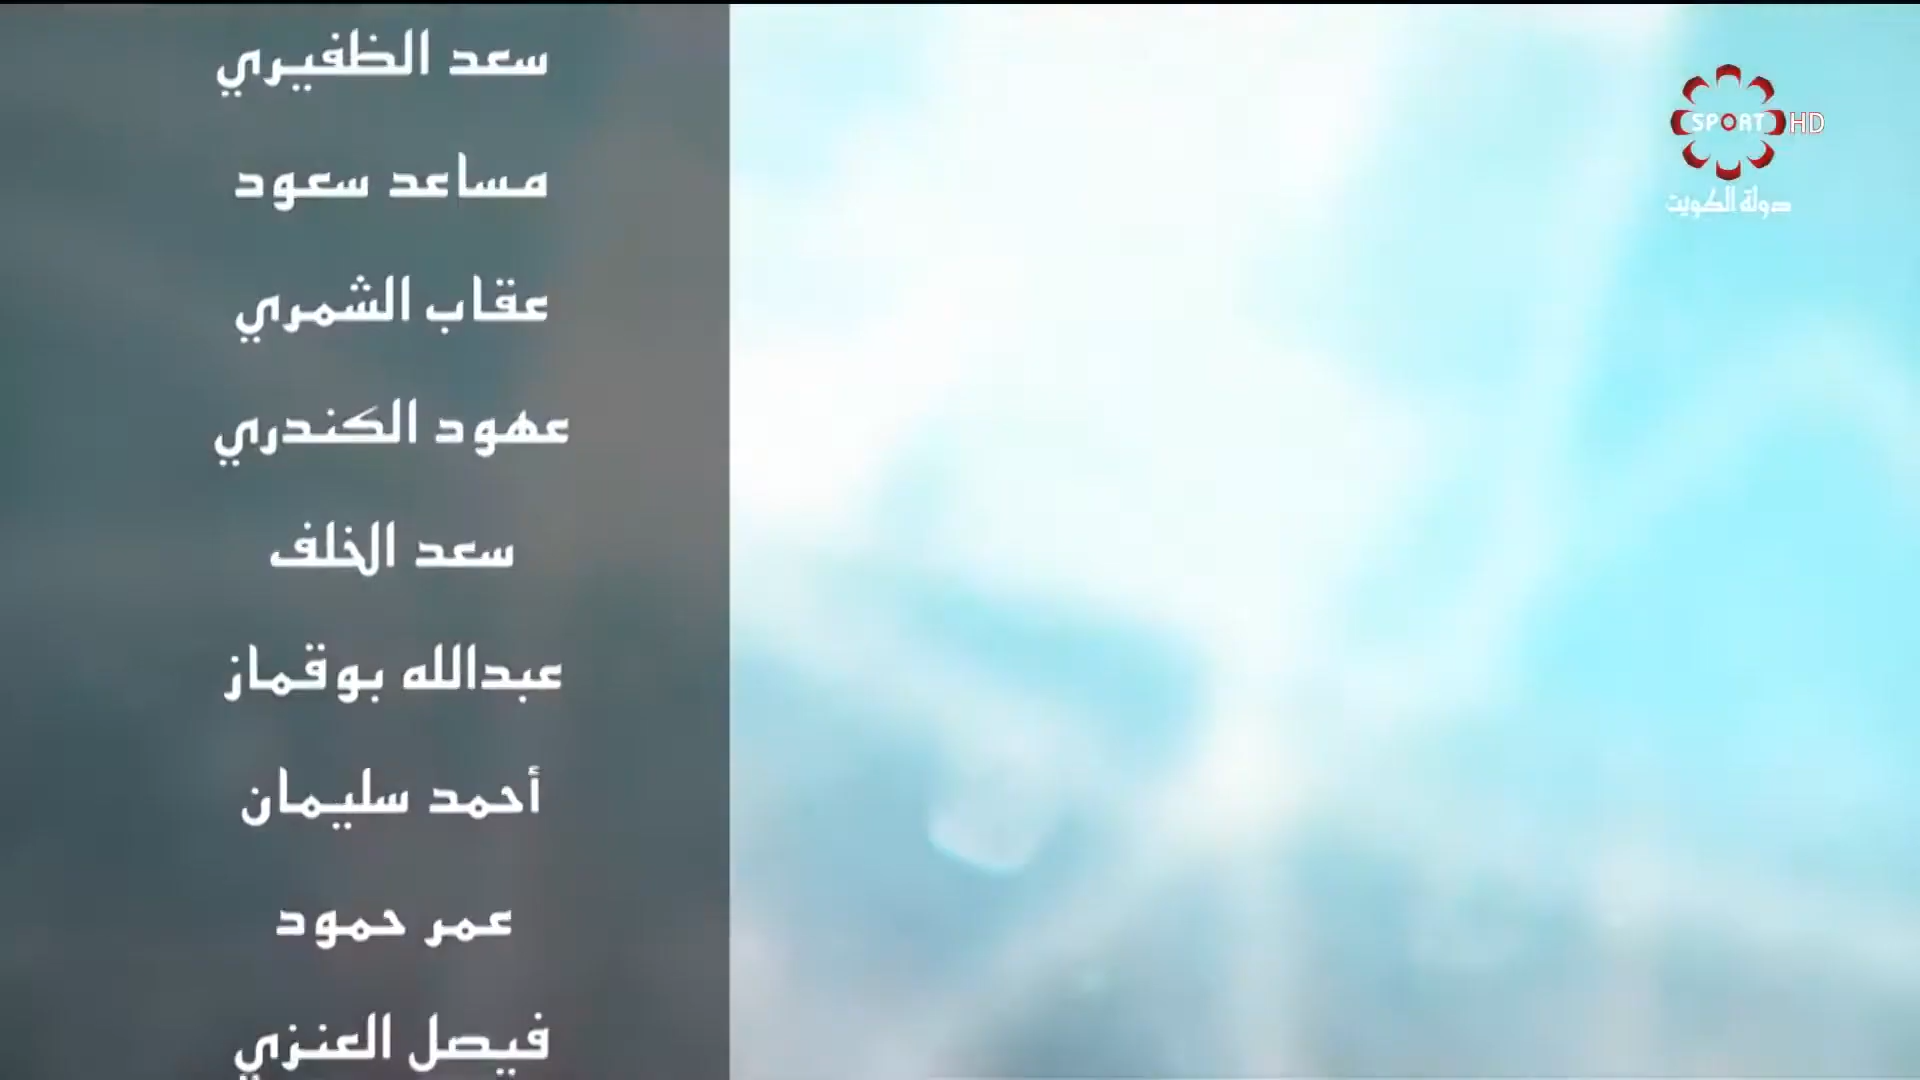 سعد الظفيري
مساعد سعود
عقاب الشمري
عهود الكندري
سعد الخلف
عبدالله بوقماز
أحمد سليمان
عمر حمود
فيصل العنزي
SPORT HD
دولة الكويت